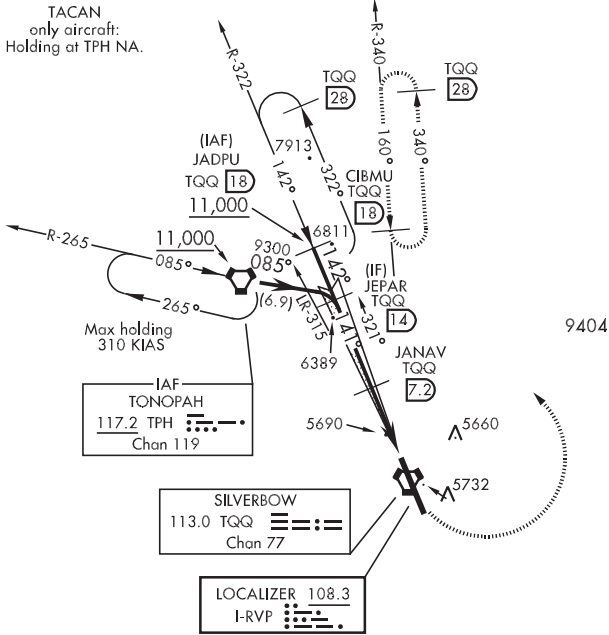 TACAN
only aircraft:
Holding at TPH NA.
R-322
R-340
TQQ
28
TQQ
28
(IAF)
JADPU
TQQ 18
11,000
7913
142°
322°
160°
340°
CIBMU
TQQ
18
R-265
11,000
085°
265°
9300
085°
6811
142°
(6.9)
LR-315
141°
321°
(IF)
JEPAR
TQQ
14
Max holding
310 KIAS
6389
9404
JANAV
TQQ
7.2
IAF
TONOPAH
117.2 TPH
Chan 119
5690
5660
5732
SILVERBOW
113.0 TQQ
Chan 77
LOCALIZER 108.3
I-RVP